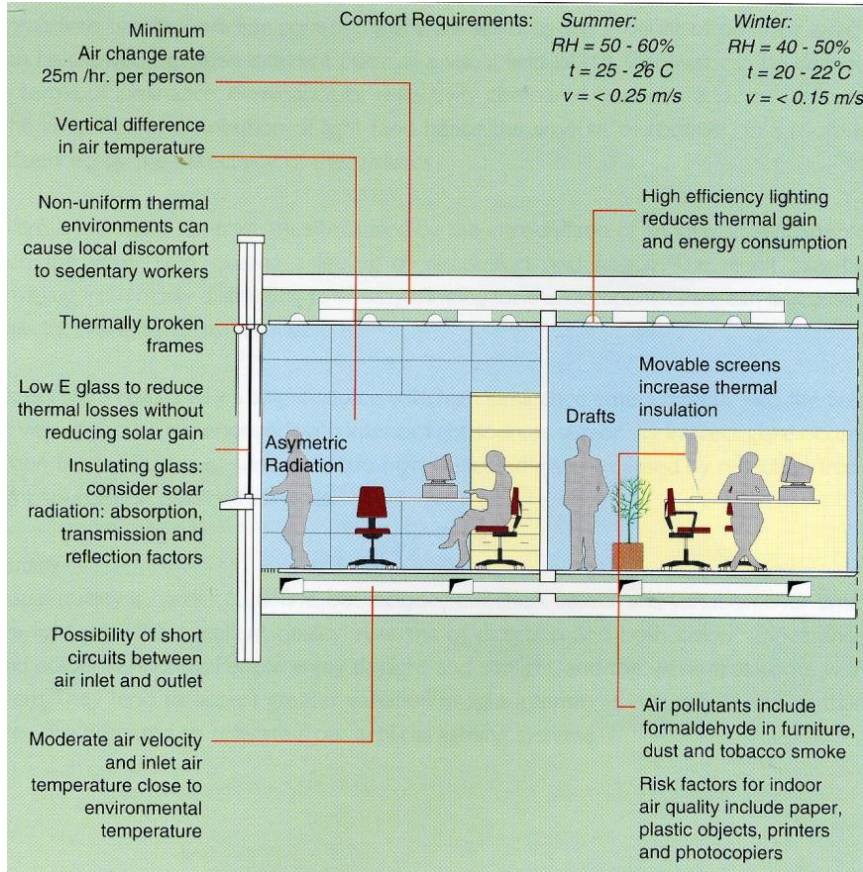 Comfort Requirements:
Summer:
RH = 50 - 60%
t = 25 - 26°C
v = < 0.25 m/s
Winter:
RH = 40 - 50%
t = 20 - 22°C
v = < 0.15 m/s
Minimum
Air change rate
25m /hr. per person
Vertical difference
in air temperature
Non-uniform thermal
environments can
cause local discomfort
to sedentary workers
Thermally broken
frames
Low E glass to reduce
thermal losses without
reducing solar gain
Insulating glass:
consider solar
radiation: absorption,
transmission and
reflection factors
Possibility of short
circuits between
air inlet and outlet
Moderate air velocity
and inlet air
temperature close to
environmental
temperature
Asymetric
Radiation
Drafts
High efficiency lighting
reduces thermal gain
and energy consumption
Movable screens
increase thermal
insulation
Air pollutants include
formaldehyde in furniture,
dust and tobacco smoke
Risk factors for indoor
air quality include paper,
plastic objects, printers
and photocopiers